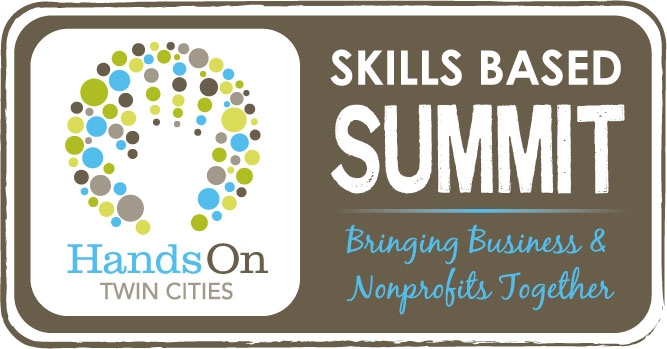 HandsOn
TWIN CITIES
SKILLS BASED
SUMMIT
Bringing Business &
Nonprofits Together